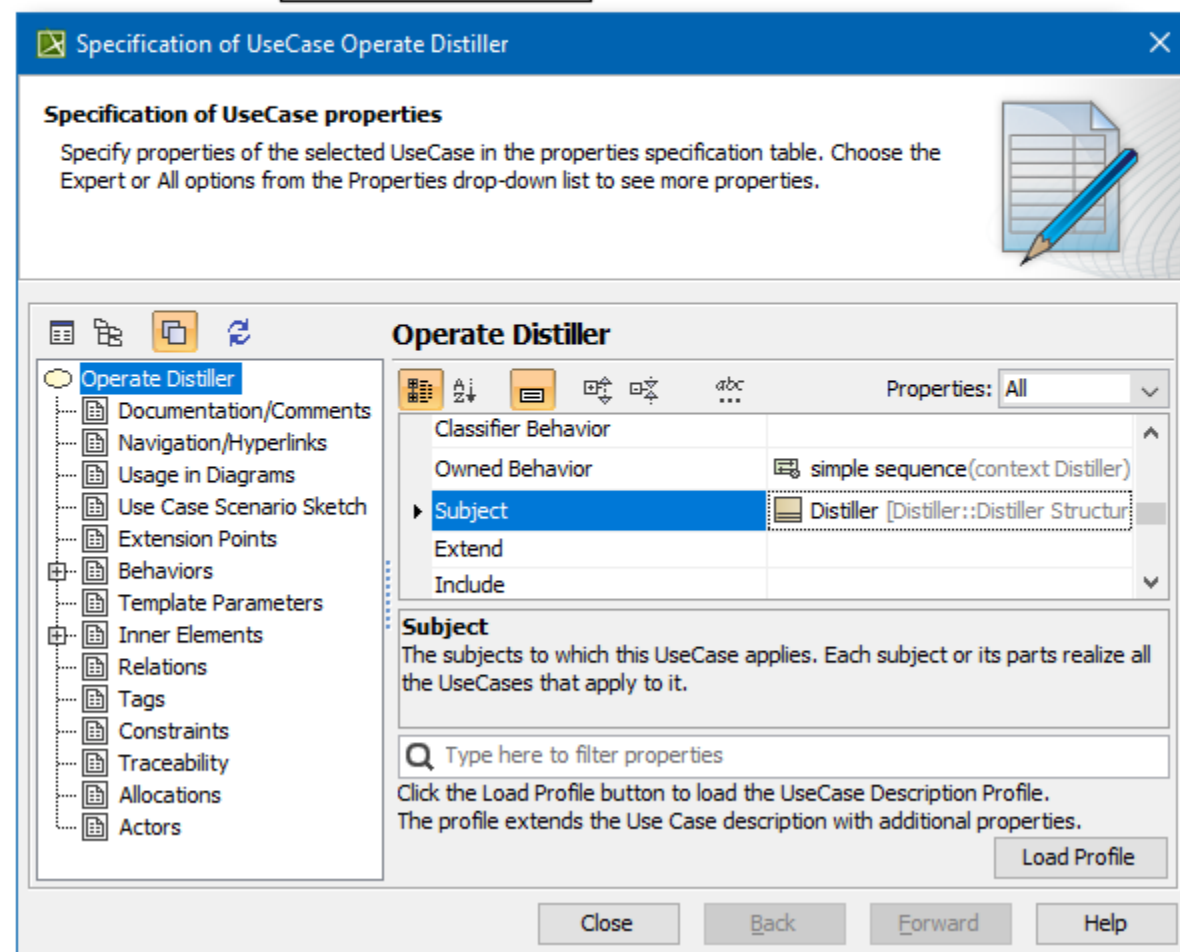 Specification of UseCase Operate Distiller
Specification of UseCase properties
Specify properties of the selected UseCase in the properties specification table. Choose the
Expert or All options from the Properties drop-down list to see more properties.
Operate Distiller
Operate Distiller
Documentation/Comments
Navigation/Hyperlinks
Usage in Diagrams
Use Case Scenario Sketch
Extension Points
Behaviors
Template Parameters
Inner Elements
Relations
Tags
Constraints
Traceability
Allocations
Actors
abc
Properties: All
Classifier Behavior
Owned Behavior simple sequence(context Distiller)
Subject Distiller [Distiller::Distiller Structur
Extend
Include
Subject
The subjects to which this UseCase applies. Each subject or its parts realize all
the UseCases that apply to it.
Type here to filter properties
Click the Load Profile button to load the UseCase Description Profile.
The profile extends the Use Case description with additional properties.
Load Profile
Close Back Forward Help